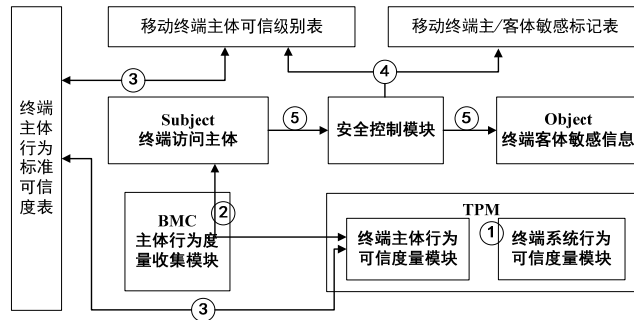 移动终端主体可信级别表
移动终端主/客体敏感标记表
③
④
终端
主体
行为
标准
可信
度表
Subject
终端访问主体
⑤
安全控制模块
⑤
Object
终端客体敏感信息
BMC
主体行为度
量收集模块
②
TPM
终端主体行为
可信度量模块
①
终端系统行为
可信度量模块
③